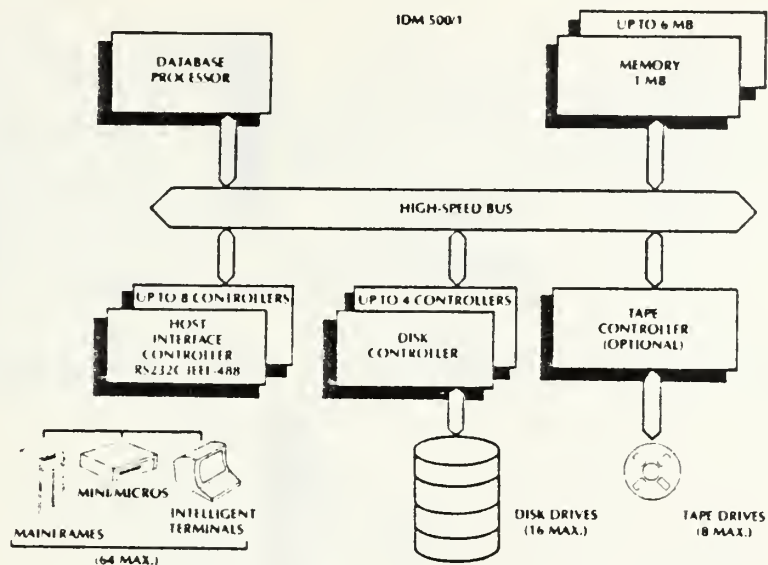 IDM 500/1
DATABASE
PROCESSOR
UP TO 6 MB
MEMORY
1 MB
HIGH-SPEED BUS
UP TO 8 CONTROLLERS
HOST
INTERFACE
CONTROLLER
RS232C IEEE-488
UP TO 4 CONTROLLERS
DISK
CONTROLLER
TAPE
CONTROLLER
(OPTIONAL)
MAINFRAMES
MINI/MICROS
INTELLIGENT
TERMINALS
(64 MAX.)
DISK DRIVES
(16 MAX.)
TAPE DRIVES
(8 MAX.)